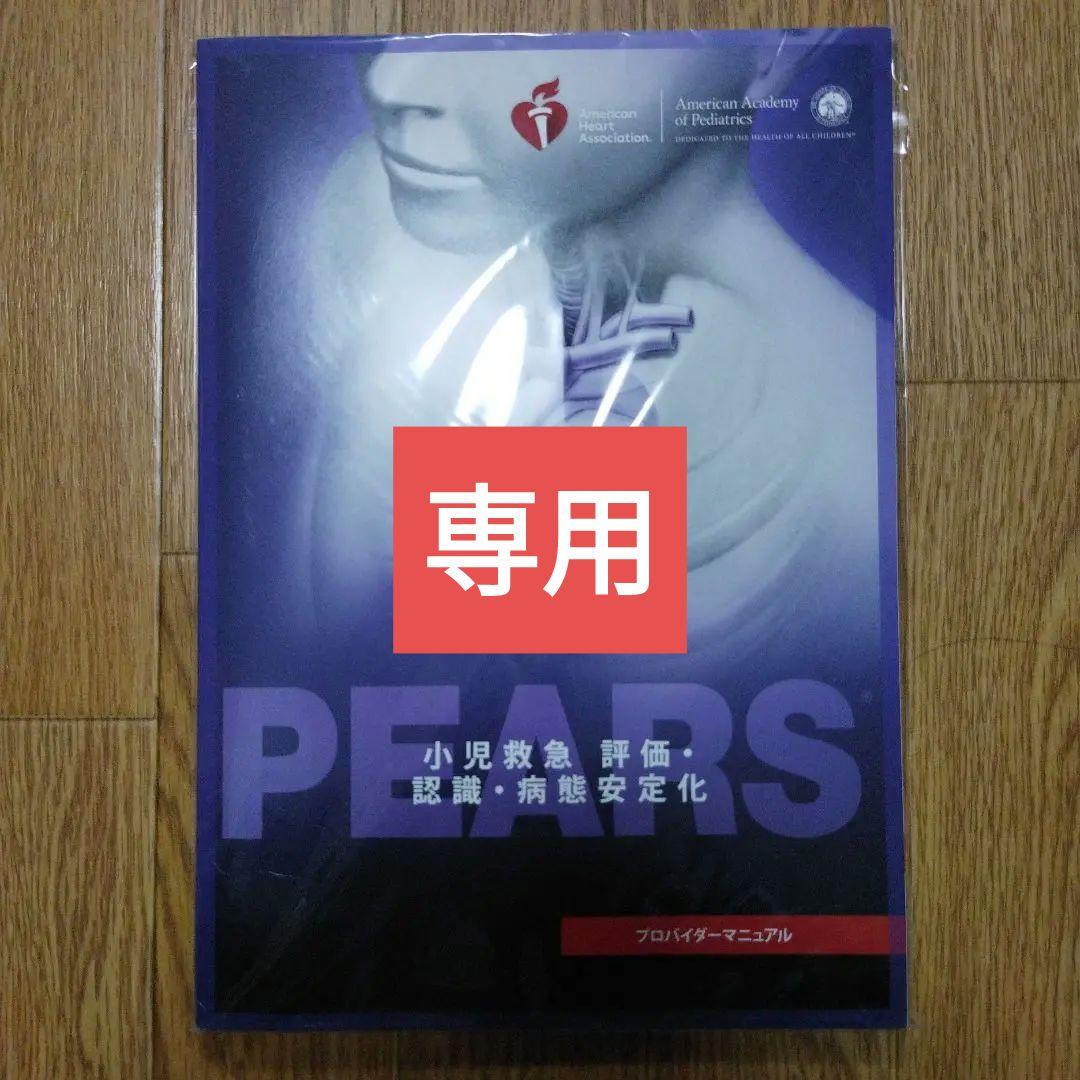 American
Heart
Association®
American Academy
of Pediatrics
DEDICATED TO THE HEALTH OF ALL CHILDREN®
専用
PEARS®
小児救急 評価・
認識・病態安定化
プロバイダーマニュアル